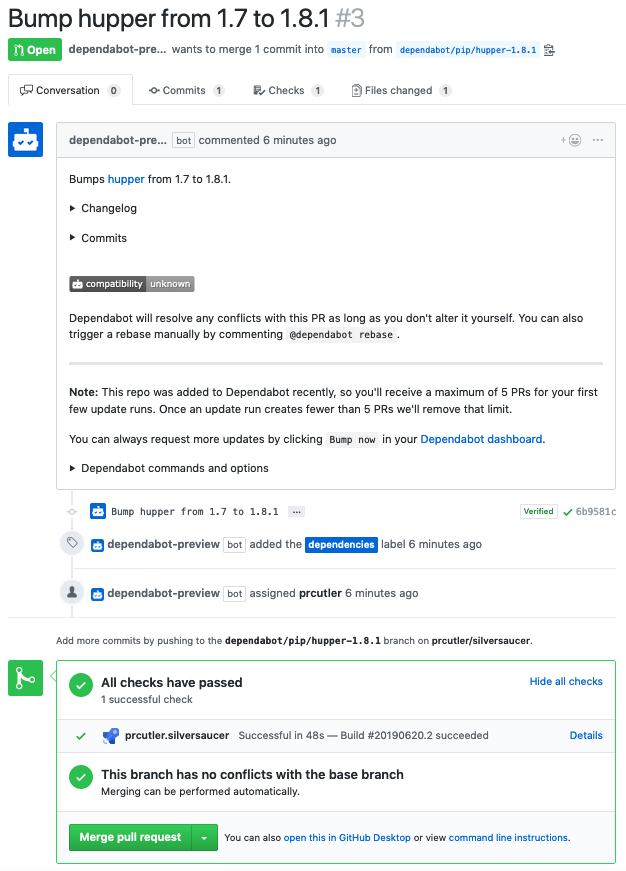 Bump hupper from 1.7 to 1.8.1 #3
Open dependabot-pre... wants to merge 1 commit into master from dependabot/pip/hupper-1.8.1
Conversation 0 Commits 1 Checks 1 Files changed 1
dependabot-pre... bot commented 6 minutes ago
Bumps hupper from 1.7 to 1.8.1.
Changelog
Commits
compatibility unknown
Dependabot will resolve any conflicts with this PR as long as you don't alter it yourself. You can also
trigger a rebase manually by commenting @dependabot rebase.
Note: This repo was added to Dependabot recently, so you'll receive a maximum of 5 PRs for your first
few update runs. Once an update run creates fewer than 5 PRs we'll remove that limit.
You can always request more updates by clicking Bump now in your Dependabot dashboard.
Dependabot commands and options
Bump hupper from 1.7 to 1.8.1 ... Verified 6b9581c
dependabot-preview bot added the dependencies label 6 minutes ago
dependabot-preview bot assigned prcutler 6 minutes ago
Add more commits by pushing to the dependabot/pip/hupper-1.8.1 branch on prcutler/silversaucer.
All checks have passed Hide all checks
1 successful check
prcutler.silversaucer Successful in 48s — Build #20190620.2 succeeded Details
This branch has no conflicts with the base branch
Merging can be performed automatically.
Merge pull request You can also open this in GitHub Desktop or view command line instructions.